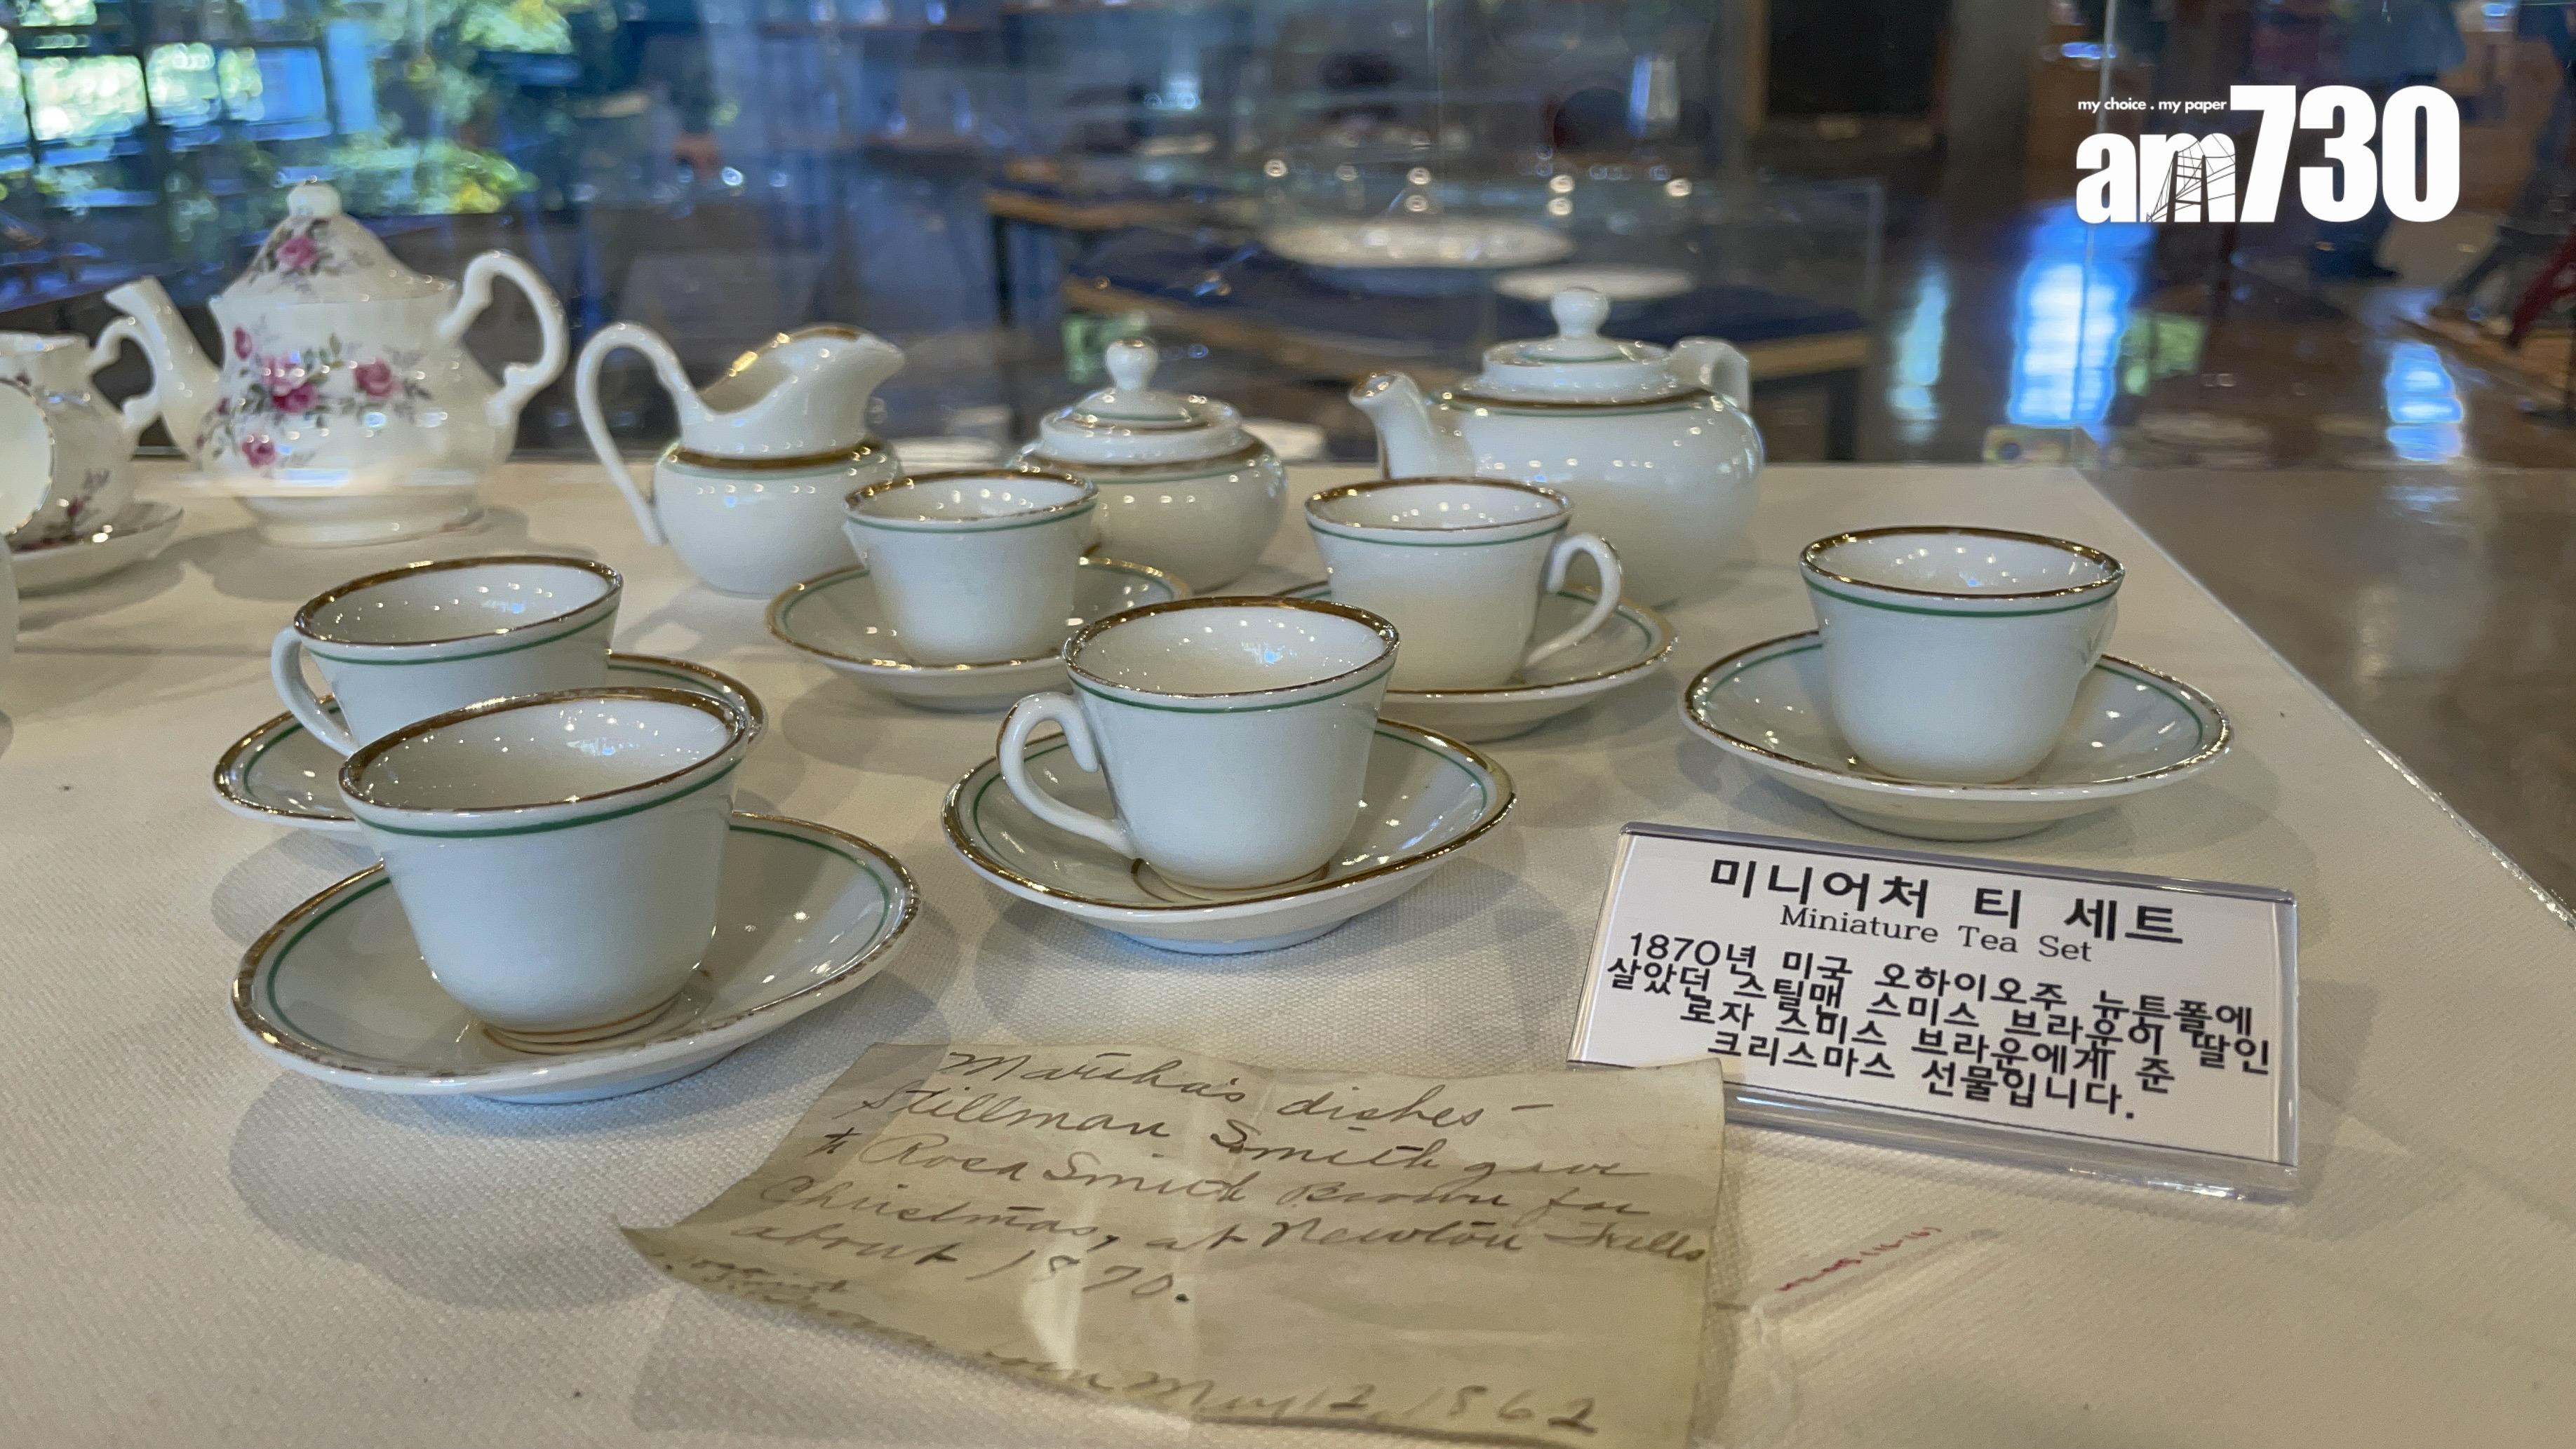 my choice . my paper
am730
미니어처 티 세트
Miniature Tea Set
1870년 미국 오하이오주 뉴튼폴에
살았던 스틸맨 스미스 브라운이 딸인
로자 스미스 브라운에게 준
크리스마스 선물입니다.
Martha's dishes -
Stillman Smith gave
to Rosa Smith Brown for
Christmas, at Newton Falls
about 1870.
May 12, 1862